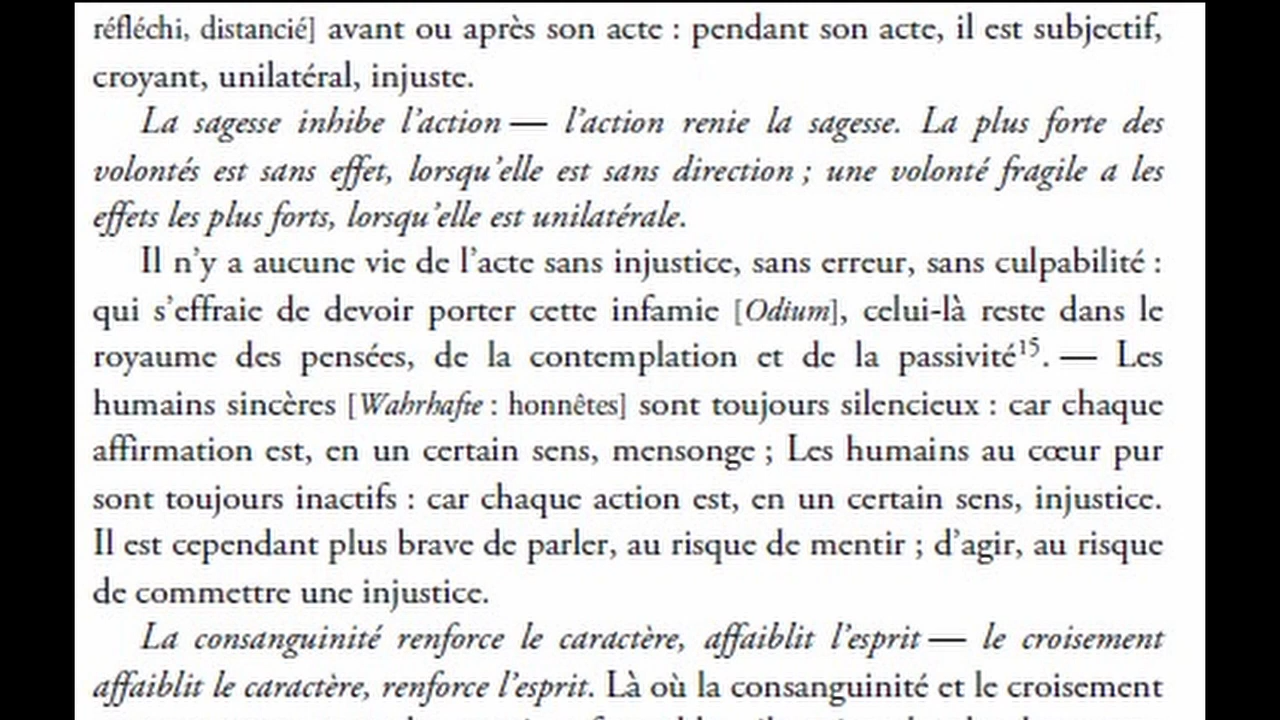 réfléchi, distancié] avant ou après son acte : pendant son acte, il est subjectif,
croyant, unilatéral, injuste.
La sagesse inhibe l’action — l’action renie la sagesse. La plus forte des
volontés est sans effet, lorsqu’elle est sans direction ; une volonté fragile a les
effets les plus forts, lorsqu’elle est unilatérale.
Il n’y a aucune vie de l’acte sans injustice, sans erreur, sans culpabilité :
qui s’effraie de devoir porter cette infamie [Odium], celui-là reste dans le
royaume des pensées, de la contemplation et de la passivité¹⁵. — Les
humains sincères [Wahrhafte : honnêtes] sont toujours silencieux : car chaque
affirmation est, en un certain sens, mensonge ; Les humains au cœur pur
sont toujours inactifs : car chaque action est, en un certain sens, injustice.
Il est cependant plus brave de parler, au risque de mentir ; d’agir, au risque
de commettre une injustice.
La consanguinité renforce le caractère, affaiblit l’esprit — le croisement
affaiblit le caractère, renforce l’esprit. Là où la consanguinité et le croisement